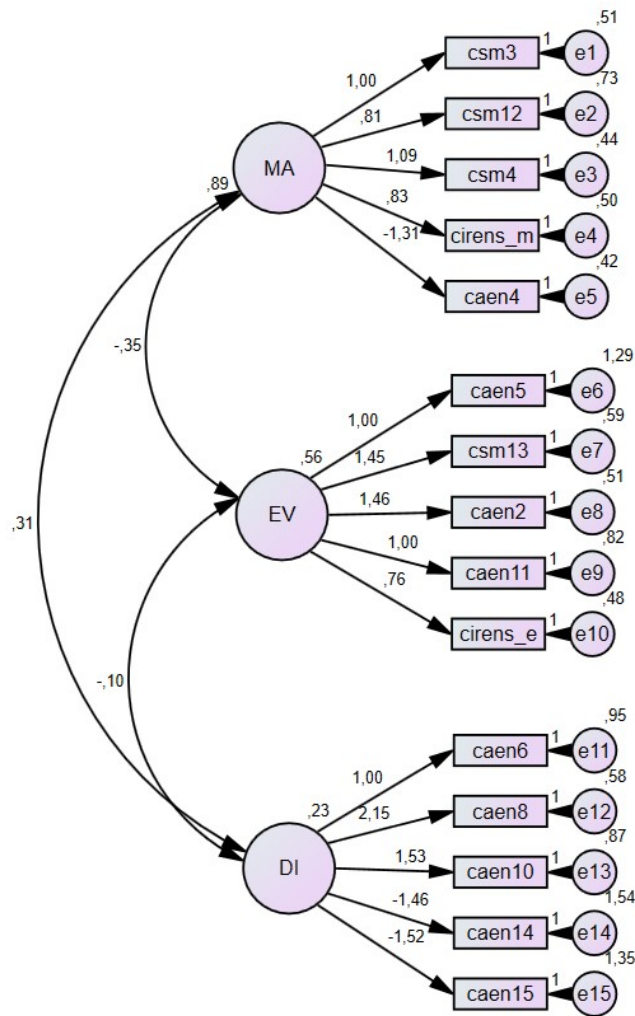 ,51
1,00 csm3 1 e1
,73
,81 csm12 1 e2
,44
MA 1,09 csm4 1 e3
,89
,50
,83 cirens_m 1 e4
,42
-1,31 caen4 1 e5
-,35
1,29
1,00 caen5 1 e6
,59
,56 1,45 csm13 1 e7
,51
EV 1,46 caen2 1 e8
,31
,82
1,00 caen11 1 e9
,48
,76 cirens_e 1 e10
-,10
,95
1,00 caen6 1 e11
,58
,23 2,15 caen8 1 e12
,87
DI 1,53 caen10 1 e13
1,54
-1,46 caen14 1 e14
1,35
-1,52 caen15 1 e15